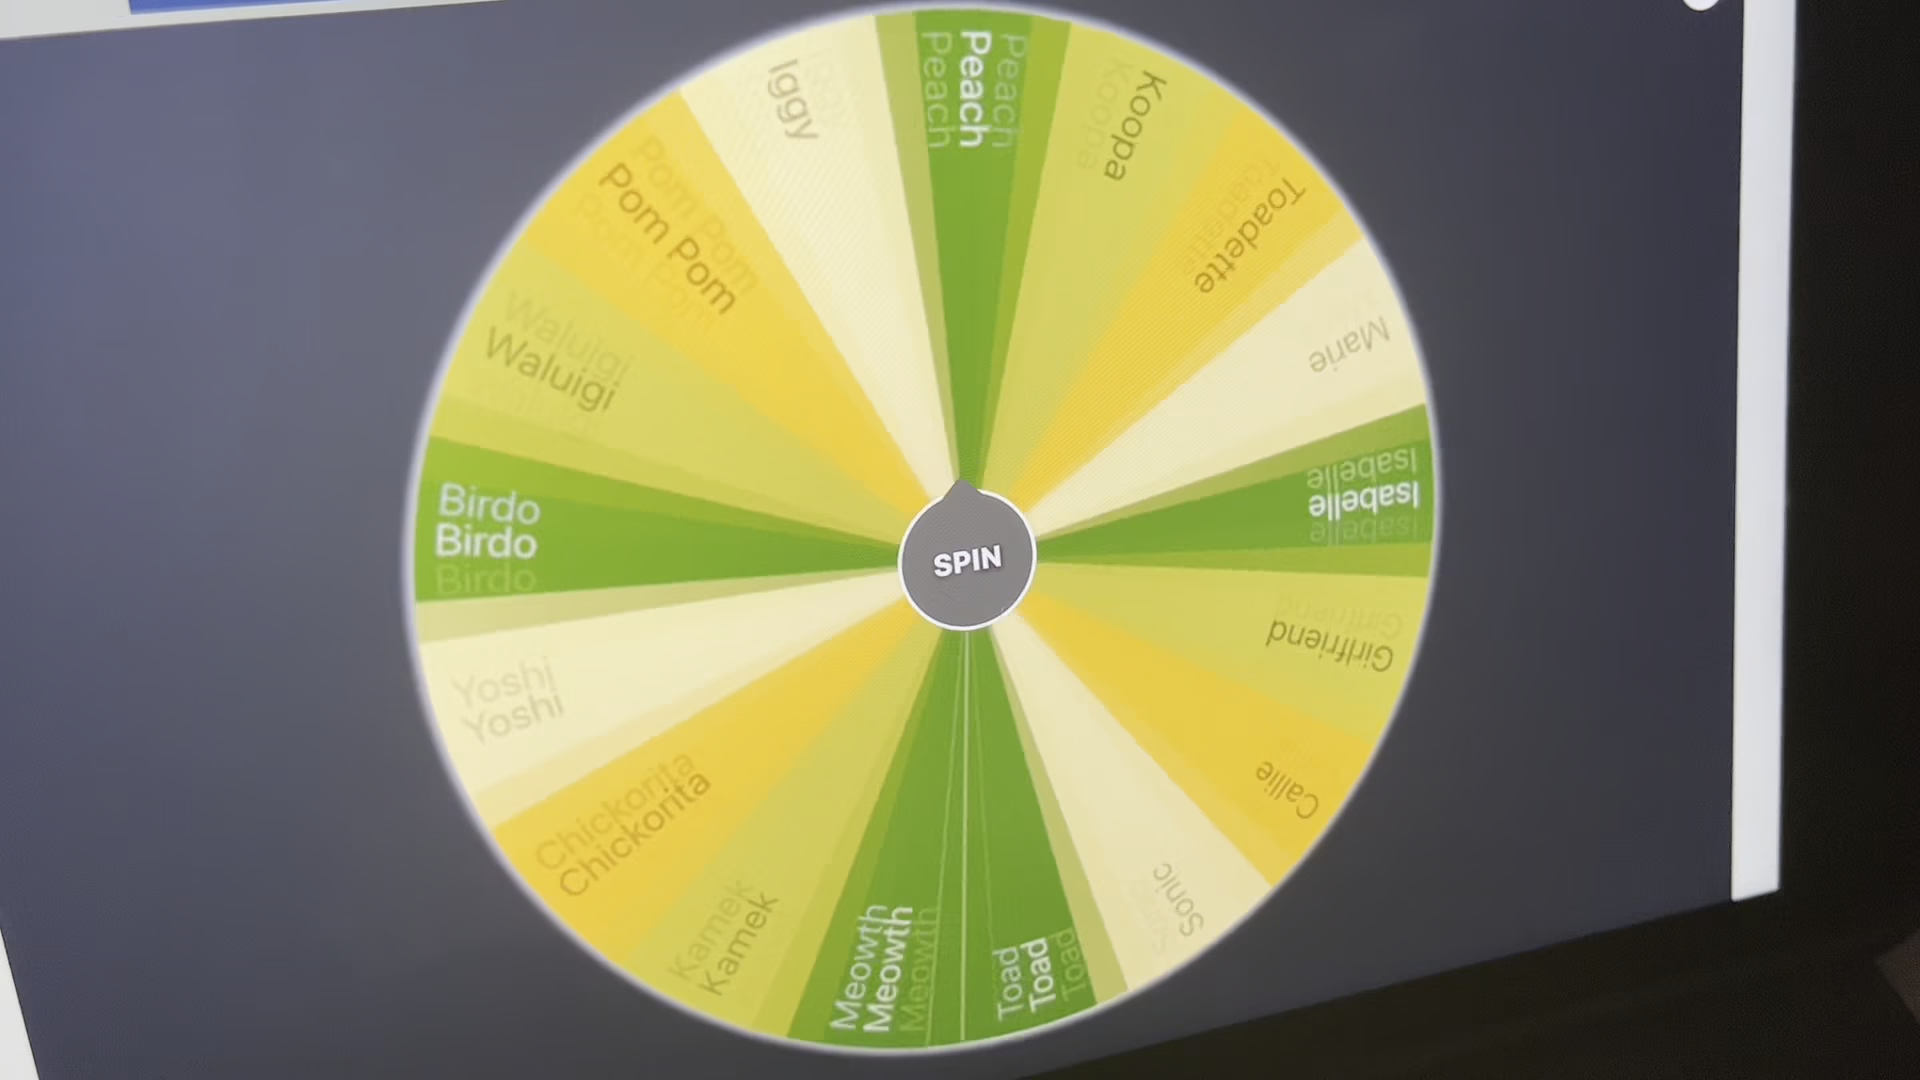 Peach
Koopa
Toadette
Marie
Isabelle
Girlfriend
Callie
Sonic
Toad
Meowth
Kamek
Chickorita
Yoshi
Birdo
Waluigi
Pom Pom
Iggy
SPIN